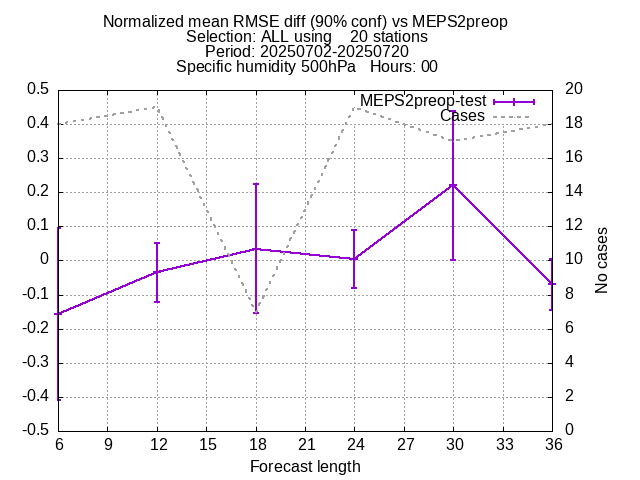 Normalized mean RMSE diff (90% conf) vs MEPS2preop
Selection: ALL using    20 stations
Period: 20250702-20250720
Specific humidity 500hPa   Hours: 00
MEPS2preop-test
Cases
0.5
0.4
0.3
0.2
0.1
0
-0.1
-0.2
-0.3
-0.4
-0.5
20
18
16
14
12
10
8
6
4
2
0
No cases
6 9 12 15 18 21 24 27 30 33 36
Forecast length